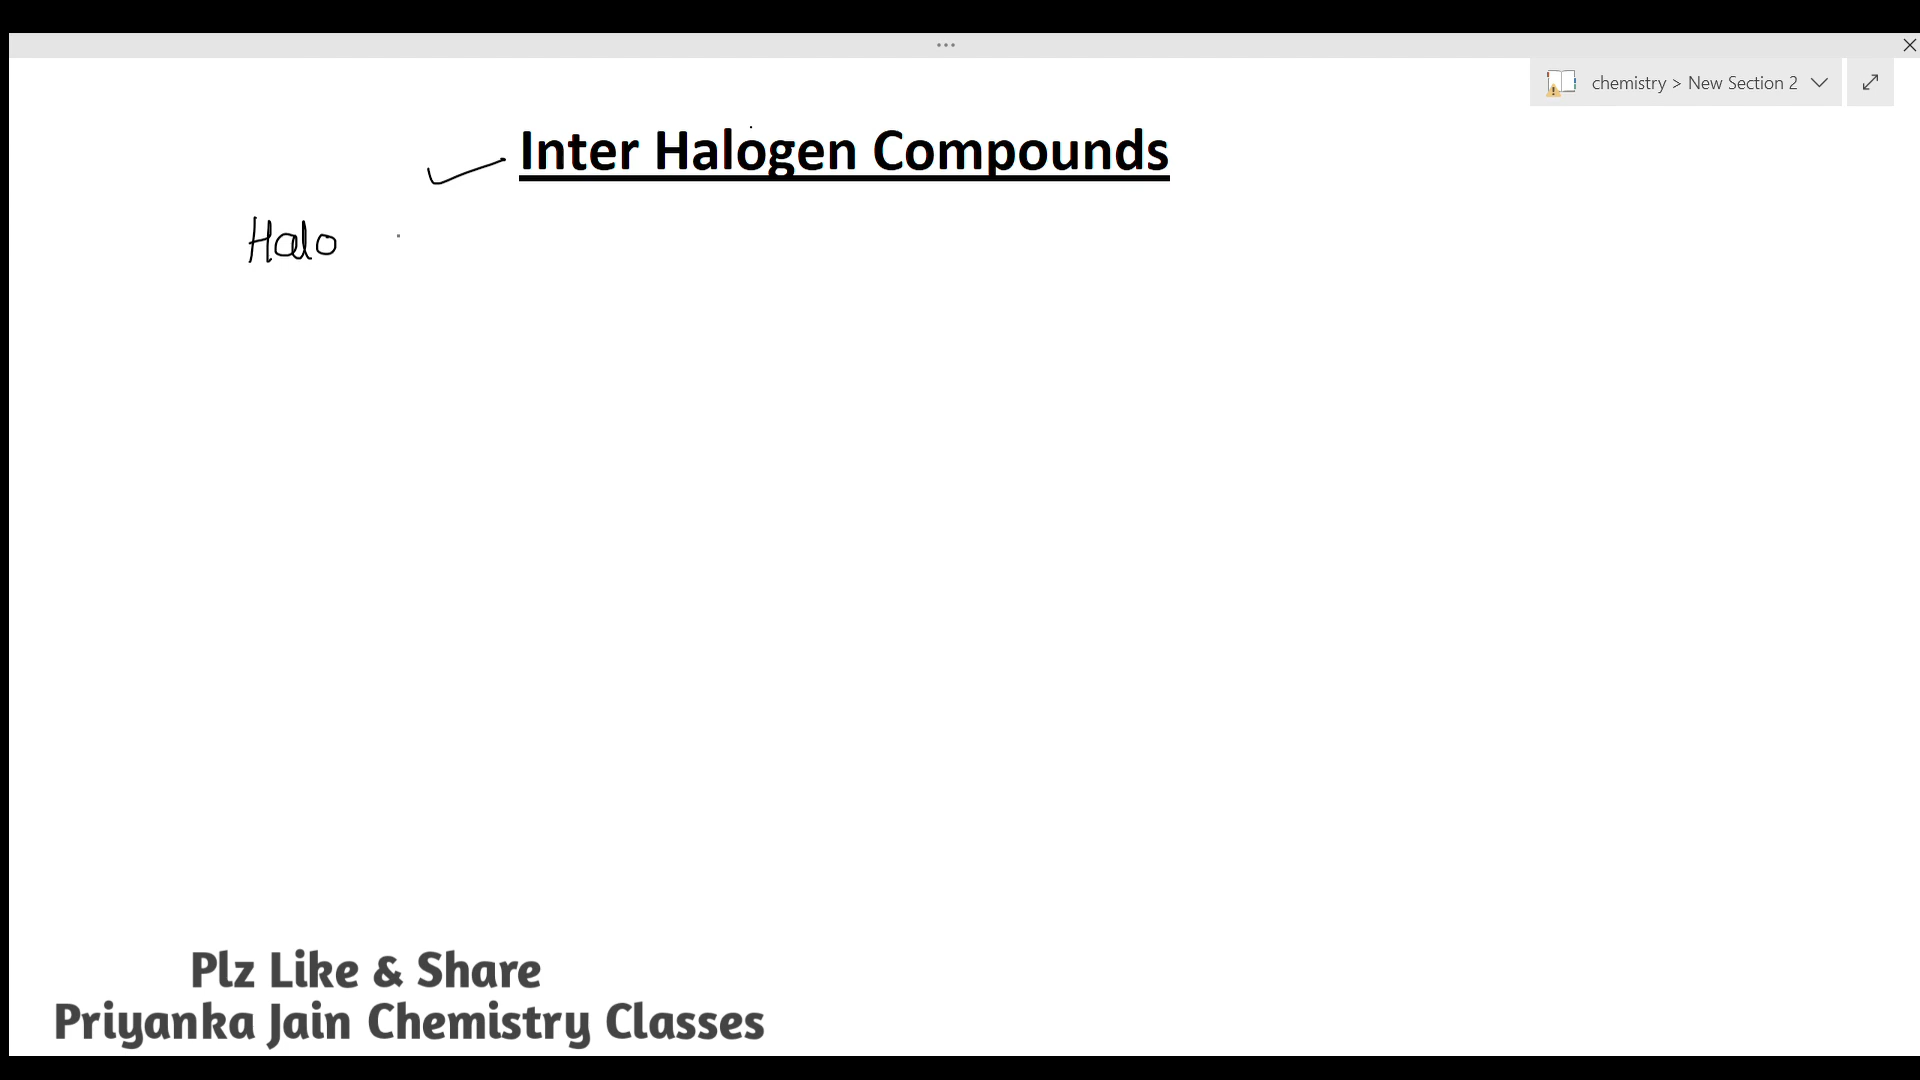 chemistry > New Section 2
Inter Halogen Compounds
Halo
Plz Like & Share
Priyanka Jain Chemistry Classes